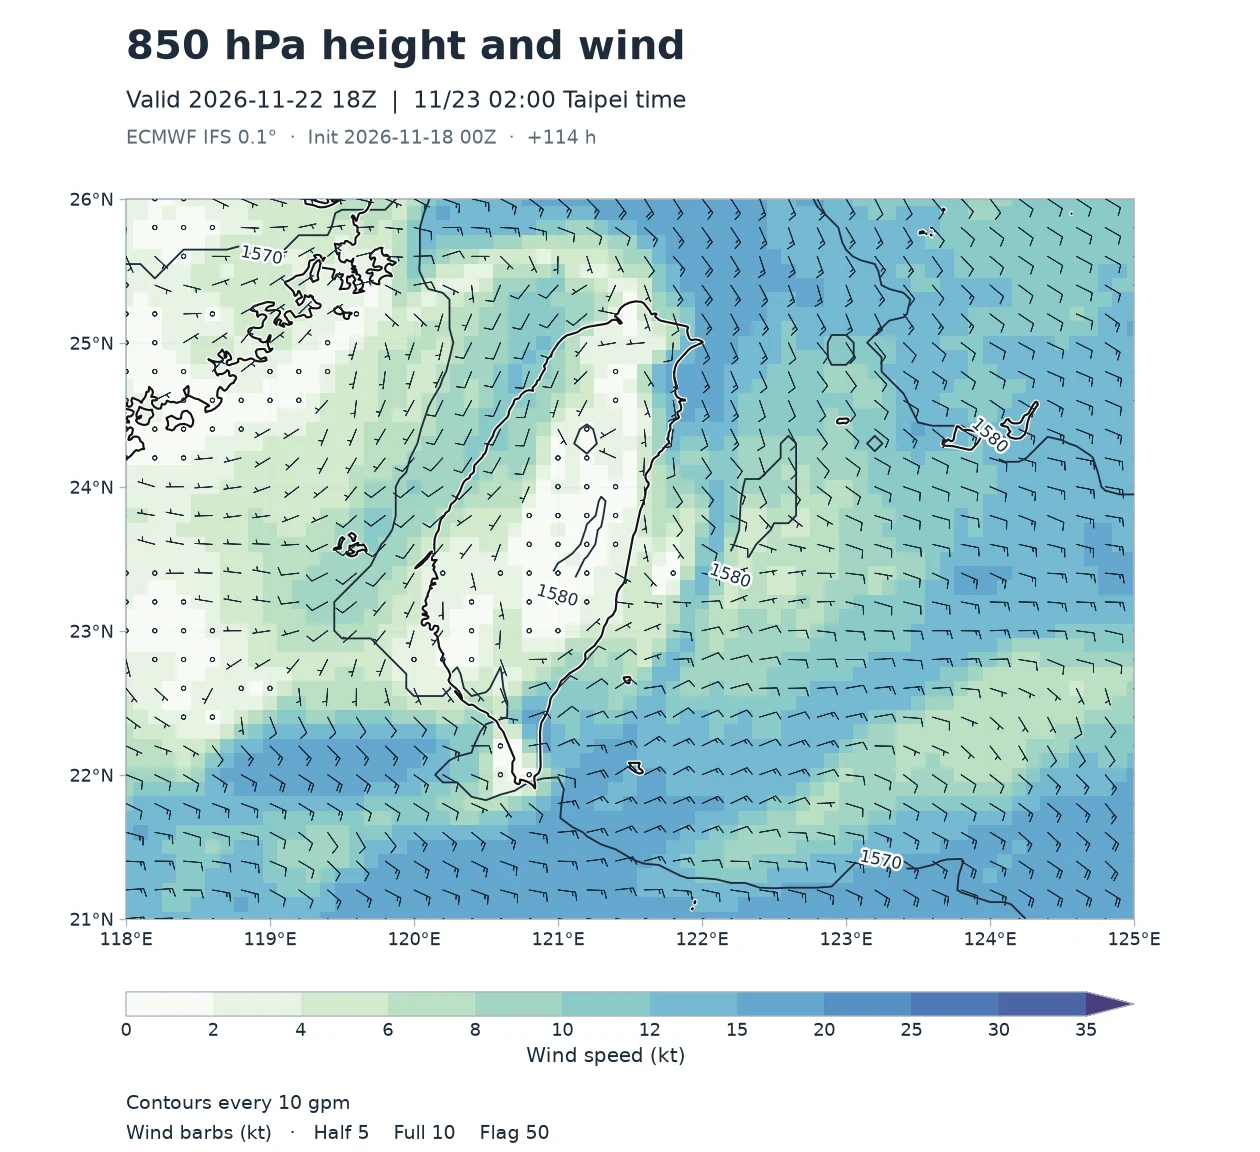 850 hPa height and wind
Valid 2026-11-22 18Z | 11/23 02:00 Taipei time
ECMWF IFS 0.1° · Init 2026-11-18 00Z · +114 h
26°N
1570
25°N
1580
24°N
1580
1580
23°N
22°N
1570
21°N
118°E 119°E 120°E 121°E 122°E 123°E 124°E 125°E
0 2 4 6 8 10 12 15 20 25 30 35
Wind speed (kt)
Contours every 10 gpm
Wind barbs (kt) · Half 5 Full 10 Flag 50